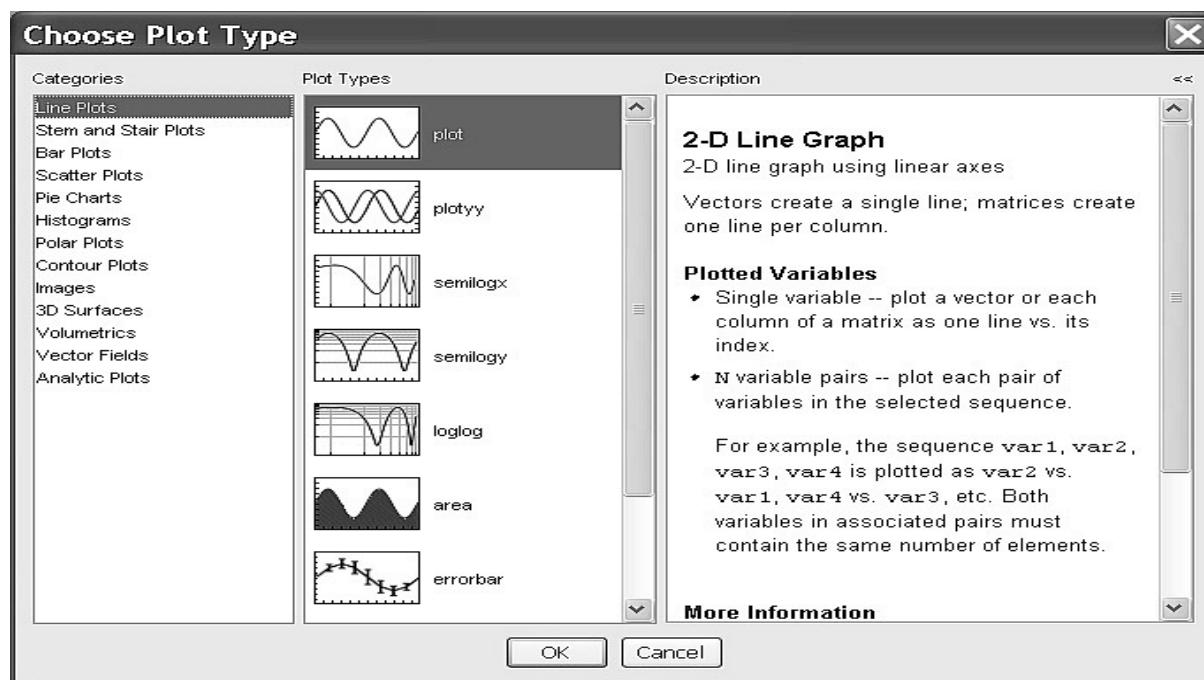 Choose Plot Type
Categories
Line Plots
Stem and Stair Plots
Bar Plots
Scatter Plots
Pie Charts
Histograms
Polar Plots
Contour Plots
Images
3D Surfaces
Volumetrics
Vector Fields
Analytic Plots
Plot Types
plot
plotyy
semilogx
semilogy
loglog
area
errorbar
Description
<<
2-D Line Graph
2-D line graph using linear axes
Vectors create a single line; matrices create
one line per column.
Plotted Variables
• Single variable -- plot a vector or each
column of a matrix as one line vs. its
index.
• N variable pairs -- plot each pair of
variables in the selected sequence.
For example, the sequence var1, var2,
var3, var4 is plotted as var2 vs.
var1, var4 vs. var3, etc. Both
variables in associated pairs must
contain the same number of elements.
More Information
OK
Cancel